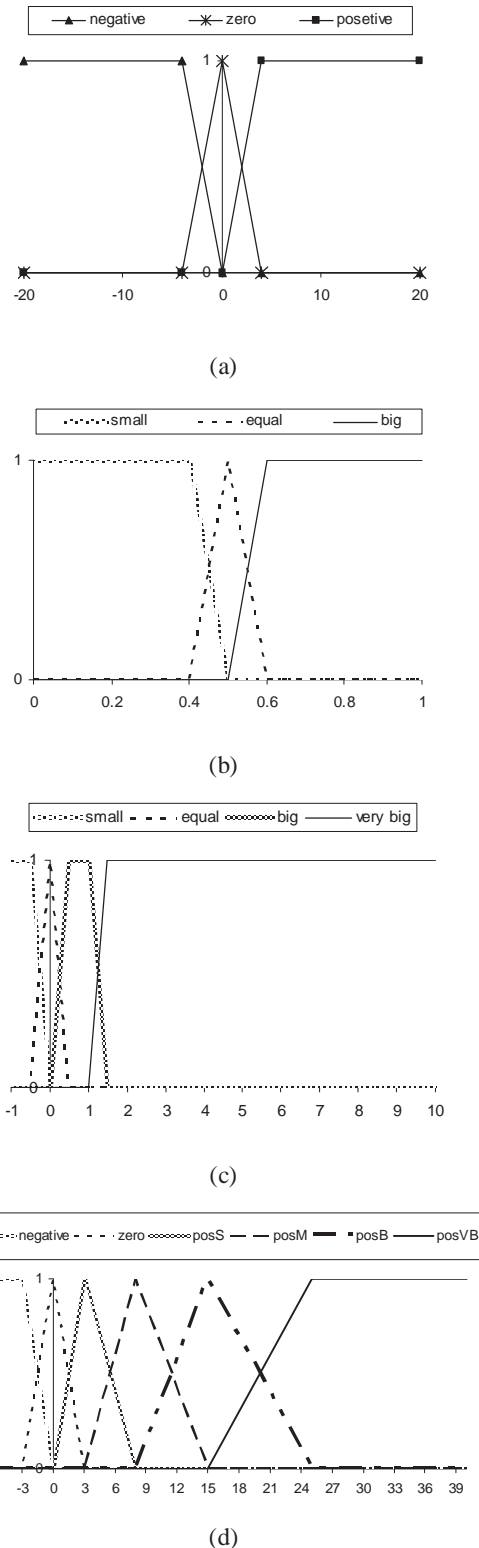 negative zero posetive
1
0
-20 -10 0 10 20
(a)
small equal big
1
0
0 0.2 0.4 0.6 0.8 1
(b)
small equal big very big
1
0
-1 0 1 2 3 4 5 6 7 8 9 10
(c)
negative zero posS posM posB posVB
1
0
-3 0 3 6 9 12 15 18 21 24 27 30 33 36 39
(d)